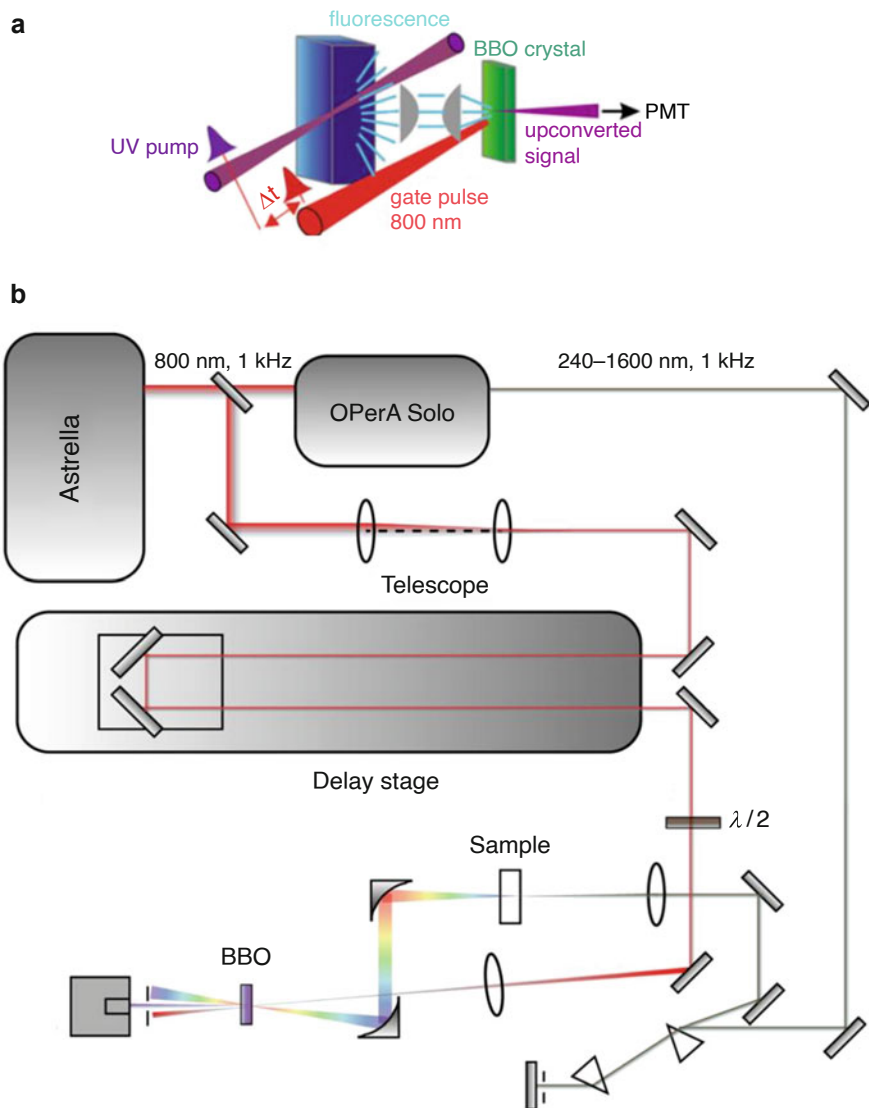 a
fluorescence
BBO crystal
PMT
UV pump
upconverted
signal
Δt
gate pulse
800 nm
b
800 nm, 1 kHz
240–1600 nm, 1 kHz
Astrella
OPerA Solo
Telescope
Delay stage
λ/2
Sample
BBO